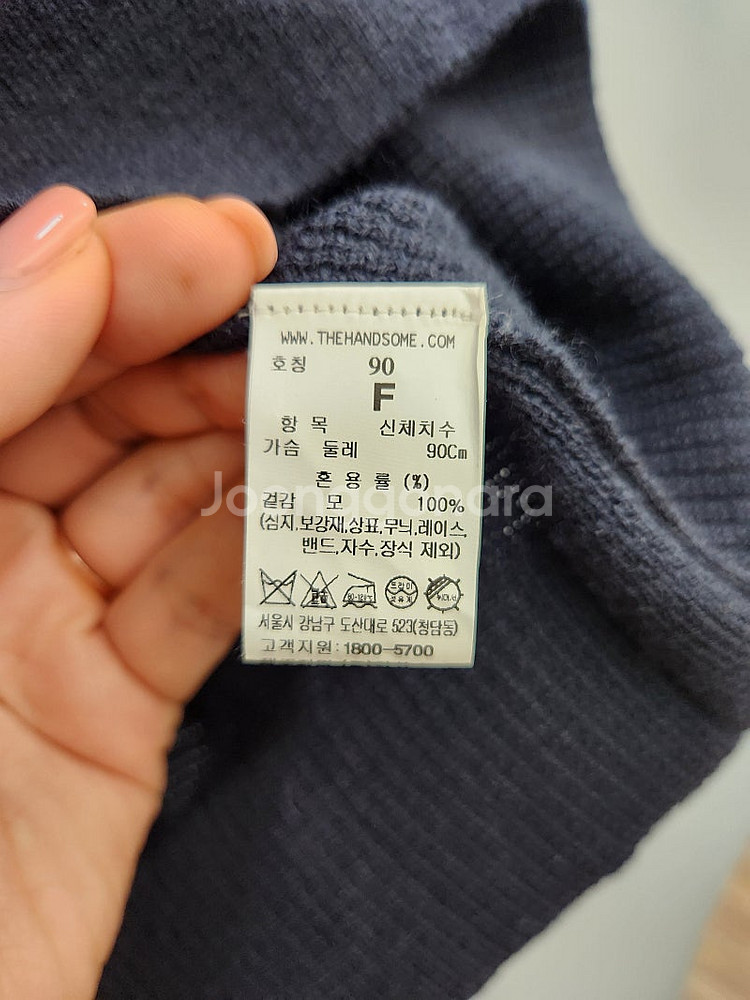 WWW.THEHANDSOME.COM
호칭 90
F
항 목 신체치수
가슴 둘레 90Cm
혼 용 률 (%)
겉감 모 100%
(심지,보강재,상표,무늬,레이스,
밴드,자수,장식 제외)
서울시 강남구 도산대로 523(청담동)
고객지원: 1800-5700
Joonggonara